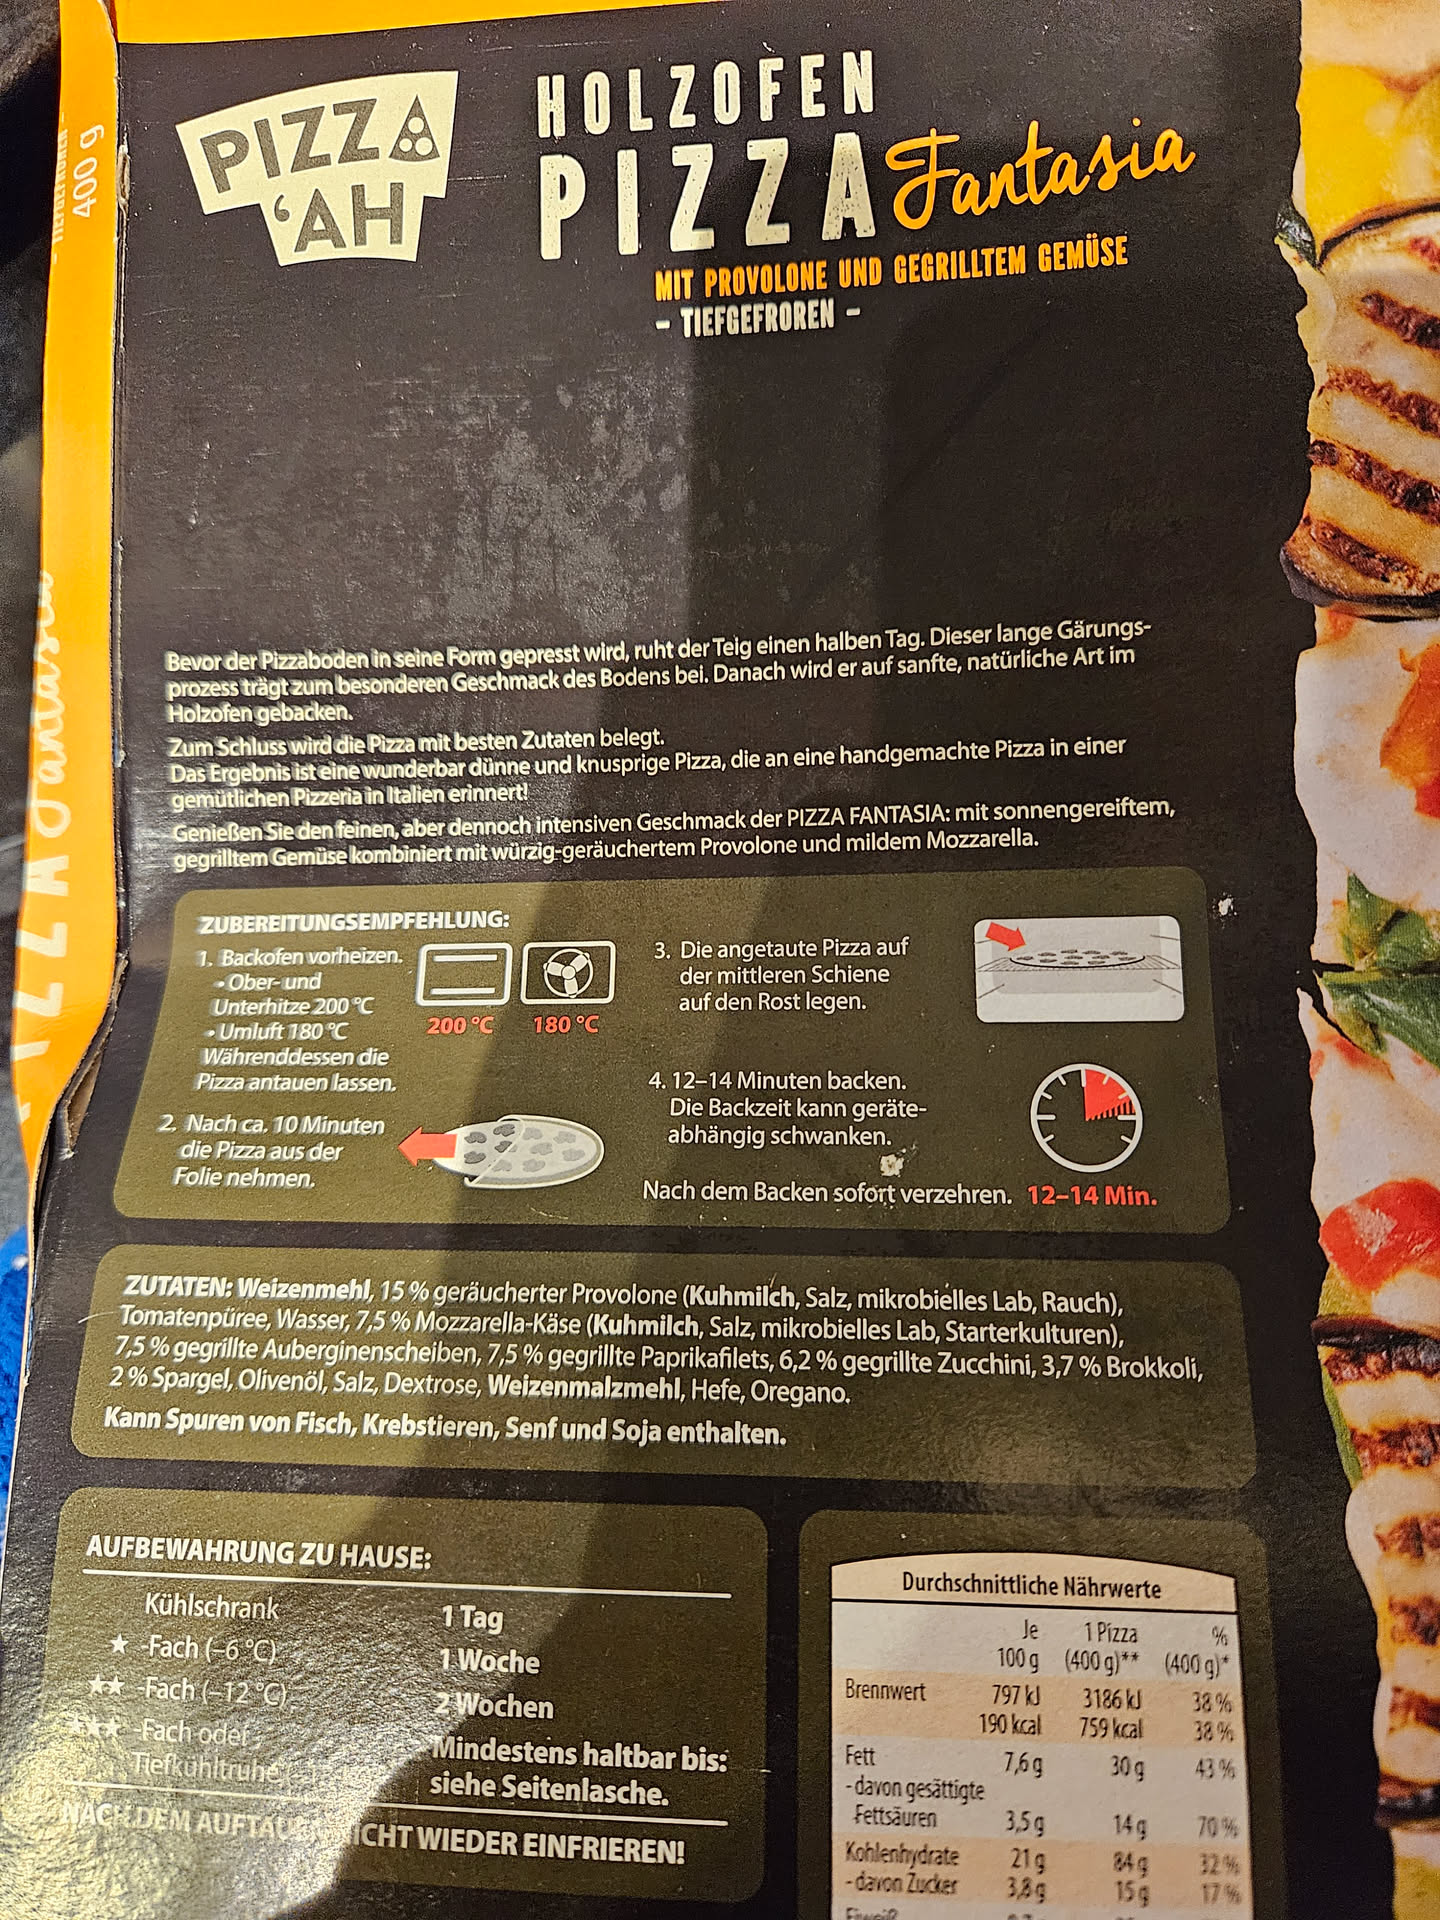 - TIEFGEFROREN -
400 g
PIZZA Fantasia
PIZZA
'AH
HOLZOFEN
PIZZA Fantasia
MIT PROVOLONE UND GEGRILLTEM GEMÜSE
- TIEFGEFROREN -
Bevor der Pizzaboden in seine Form gepresst wird, ruht der Teig einen halben Tag. Dieser lange Gärungs-
prozess trägt zum besonderen Geschmack des Bodens bei. Danach wird er auf sanfte, natürliche Art im
Holzofen gebacken.
Zum Schluss wird die Pizza mit besten Zutaten belegt.
Das Ergebnis ist eine wunderbar dünne und knusprige Pizza, die an eine handgemachte Pizza in einer
gemütlichen Pizzeria in Italien erinnert!
Genießen Sie den feinen, aber dennoch intensiven Geschmack der PIZZA FANTASIA: mit sonnengereiftem,
gegrilltem Gemüse kombiniert mit würzig-geräuchertem Provolone und mildem Mozzarella.
ZUBEREITUNGSEMPFEHLUNG:
1. Backofen vorheizen.
• Ober- und
Unterhitze 200 °C
• Umluft 180 °C
Währenddessen die
Pizza antauen lassen.
200 °C 180 °C
2. Nach ca. 10 Minuten
die Pizza aus der
Folie nehmen.
3. Die angetaute Pizza auf
der mittleren Schiene
auf den Rost legen.
4. 12–14 Minuten backen.
Die Backzeit kann geräte-
abhängig schwanken.
Nach dem Backen sofort verzehren. 12–14 Min.
ZUTATEN: Weizenmehl, 15 % geräucherter Provolone (Kuhmilch, Salz, mikrobielles Lab, Rauch),
Tomatenpüree, Wasser, 7,5 % Mozzarella-Käse (Kuhmilch, Salz, mikrobielles Lab, Starterkulturen),
7,5 % gegrillte Auberginenscheiben, 7,5 % gegrillte Paprikafilets, 6,2 % gegrillte Zucchini, 3,7 % Brokkoli,
2 % Spargel, Olivenöl, Salz, Dextrose, Weizenmalzmehl, Hefe, Oregano.
Kann Spuren von Fisch, Krebstieren, Senf und Soja enthalten.
AUFBEWAHRUNG ZU HAUSE:
Kühlschrank 1 Tag
★ -Fach (–6 °C) 1 Woche
★★ -Fach (–12 °C) 2 Wochen
★★★ -Fach oder Mindestens haltbar bis:
Tiefkühltruhe siehe Seitenlasche.
NACH DEM AUFTAUEN NICHT WIEDER EINFRIEREN!
Durchschnittliche Nährwerte
Je 1 Pizza %
100 g (400 g)** (400 g)*
Brennwert 797 kJ 3186 kJ 38 %
190 kcal 759 kcal 38 %
Fett 7,6 g 30 g 43 %
- davon gesättigte
Fettsäuren 3,5 g 14 g 70 %
Kohlenhydrate 21 g 84 g 32 %
- davon Zucker 3,8 g 15 g 17 %
Eiweiß